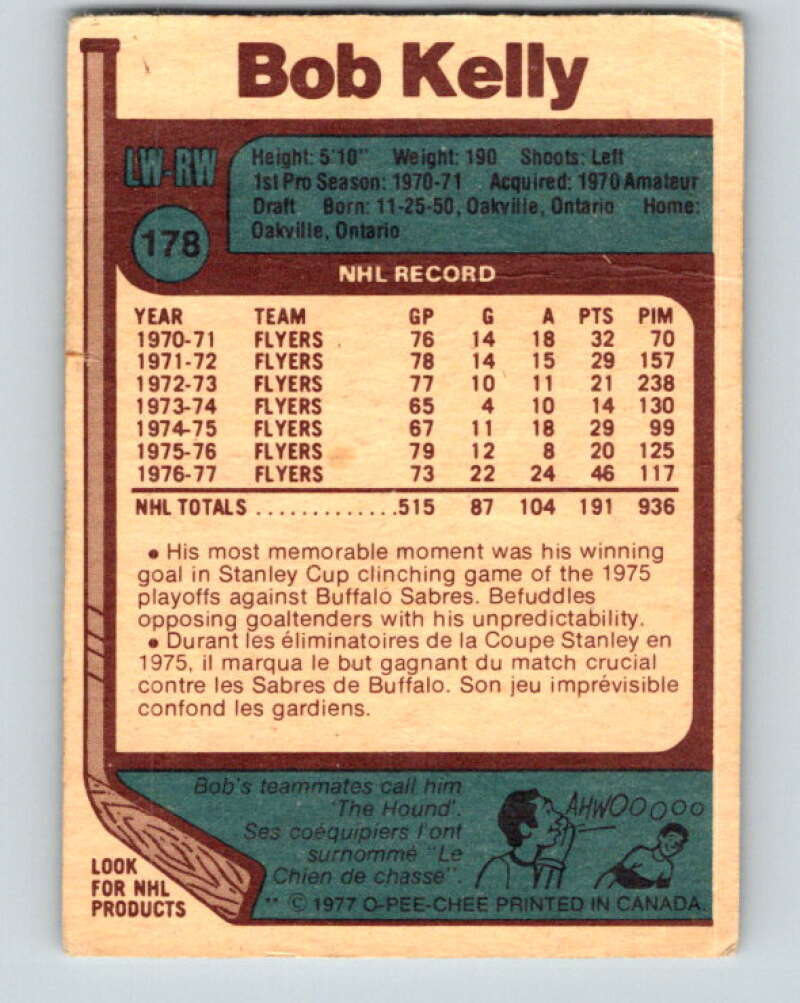 Bob Kelly
LW-RW
Height: 5'10" Weight: 190 Shoots: Left
1st Pro Season: 1970-71 Acquired: 1970 Amateur
Draft Born: 11-25-50, Oakville, Ontario Home:
Oakville, Ontario
178
NHL RECORD
YEAR TEAM GP G A PTS PIM
1970-71 FLYERS 76 14 18 32 70
1971-72 FLYERS 78 14 15 29 157
1972-73 FLYERS 77 10 11 21 238
1973-74 FLYERS 65 4 10 14 130
1974-75 FLYERS 67 11 18 29 99
1975-76 FLYERS 79 12 8 20 125
1976-77 FLYERS 73 22 24 46 117
NHL TOTALS .............515 87 104 191 936
• His most memorable moment was his winning
goal in Stanley Cup clinching game of the 1975
playoffs against Buffalo Sabres. Befuddles
opposing goaltenders with his unpredictability.
• Durant les éliminatoires de la Coupe Stanley en
1975, il marqua le but gagnant du match crucial
contre les Sabres de Buffalo. Son jeu imprévisible
confond les gardiens.
Bob's teammates call him
'The Hound'.
Ses coéquipiers l'ont
surnommé "Le
Chien de chasse".
AHWOOOOO
LOOK
FOR NHL
PRODUCTS
** © 1977 O-PEE-CHEE PRINTED IN CANADA.